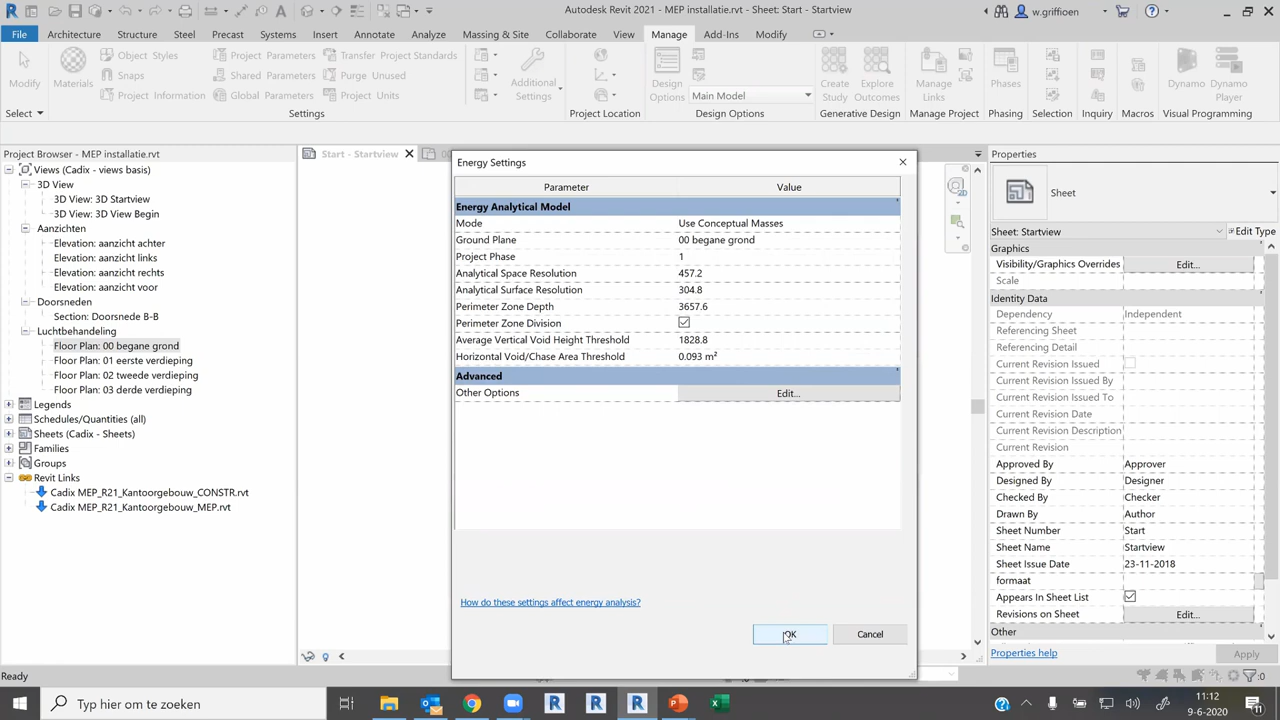 Autodesk Revit 2021 - MEP installatie.rvt - Sheet: Start - Startview
w.griffioen
File Architecture Structure Steel Precast Systems Insert Annotate Analyze Massing & Site Collaborate View Manage Add-Ins Modify
Modify
Materials
Object Styles
Snaps
Project Information
Project Parameters
Shared Parameters
Global Parameters
Transfer Project Standards
Purge Unused
Project Units
Additional Settings
Design Options
Main Model
Create Study
Explore Outcomes
Manage Links
Phases
Dynamo
Dynamo Player
Select Settings Project Location Design Options Generative Design Manage Project Phasing Selection Inquiry Macros Visual Programming
Project Browser - MEP installatie.rvt
Views (Cadix - views basis)
3D View
3D View: 3D Startview
3D View: 3D View Begin
Aanzichten
Elevation: aanzicht achter
Elevation: aanzicht links
Elevation: aanzicht rechts
Elevation: aanzicht voor
Doorsneden
Section: Doorsnede B-B
Luchtbehandeling
Floor Plan: 00 begane grond
Floor Plan: 01 eerste verdieping
Floor Plan: 02 tweede verdieping
Floor Plan: 03 derde verdieping
Legends
Schedules/Quantities (all)
Sheets (Cadix - Sheets)
Families
Groups
Revit Links
Cadix MEP_R21_Kantoorgebouw_CONSTR.rvt
Cadix MEP_R21_Kantoorgebouw_MEP.rvt
Start - Startview
Energy Settings
Parameter Value
Energy Analytical Model
Mode Use Conceptual Masses
Ground Plane 00 begane grond
Project Phase 1
Analytical Space Resolution 457.2
Analytical Surface Resolution 304.8
Perimeter Zone Depth 3657.6
Perimeter Zone Division
Average Vertical Void Height Threshold 1828.8
Horizontal Void/Chase Area Threshold 0.093 m²
Advanced
Other Options Edit...
How do these settings affect energy analysis?
OK Cancel
Properties
Sheet
Sheet: Startview Edit Type
Graphics
Visibility/Graphics Overrides Edit...
Scale
Identity Data
Dependency Independent
Referencing Sheet
Referencing Detail
Current Revision Issued
Current Revision Issued By
Current Revision Issued To
Current Revision Date
Current Revision Description
Current Revision
Approved By Approver
Designed By Designer
Checked By Checker
Drawn By Author
Sheet Number Start
Sheet Name Startview
Sheet Issue Date 23-11-2018
formaat
Appears In Sheet List
Revisions on Sheet Edit...
Other
Properties help Apply
Ready
:0
Typ hier om te zoeken
11:12
9-6-2020